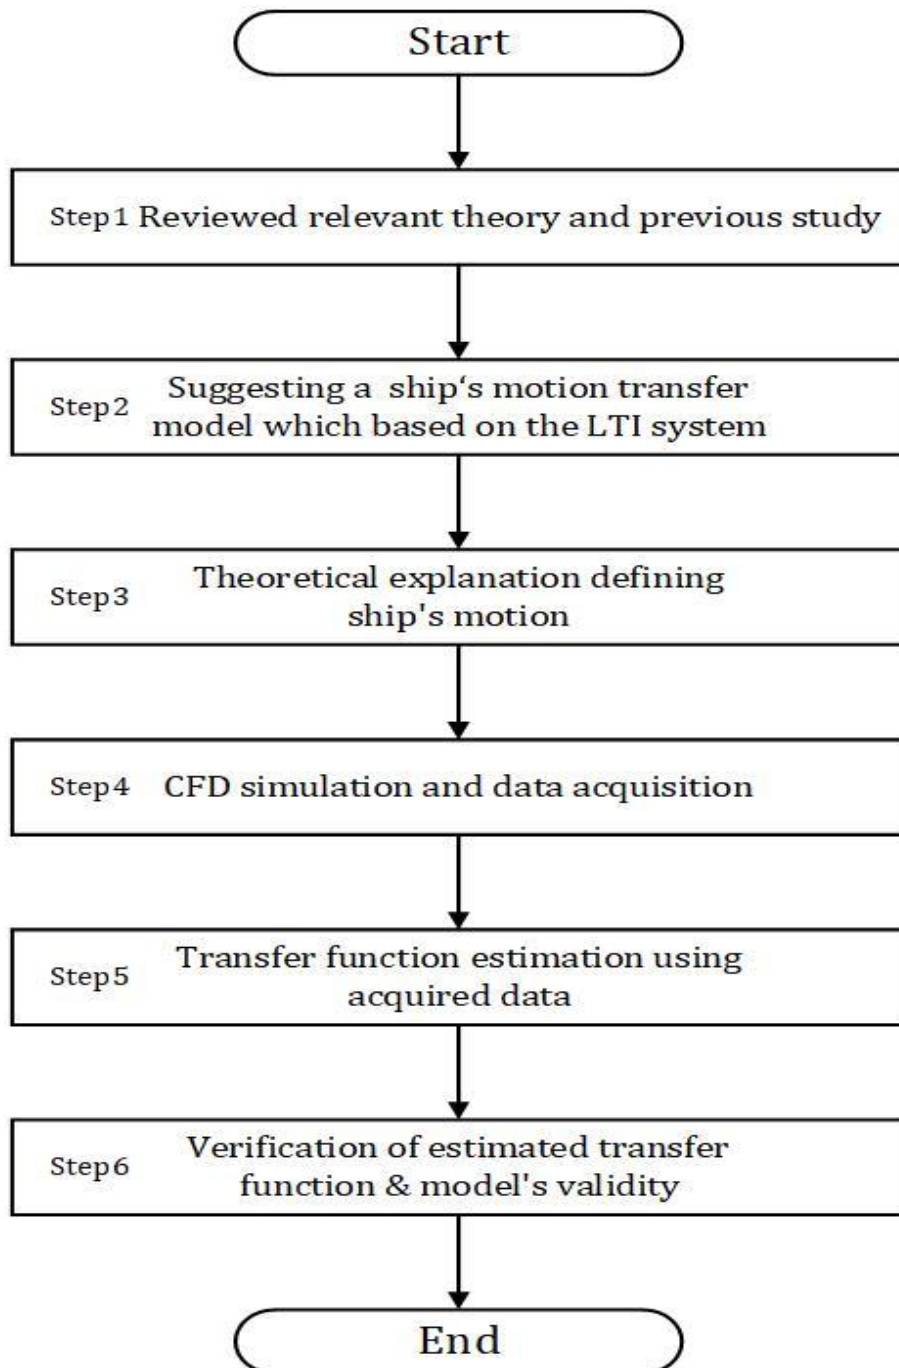 Start
Step1 Reviewed relevant theory and previous study
Step2
Suggesting a ship‘s motion transfer
model which based on the LTI system
Step3
Theoretical explanation defining
ship's motion
Step4 CFD simulation and data acquisition
Step5
Transfer function estimation using
acquired data
Step6
Verification of estimated transfer
function & model's validity
End